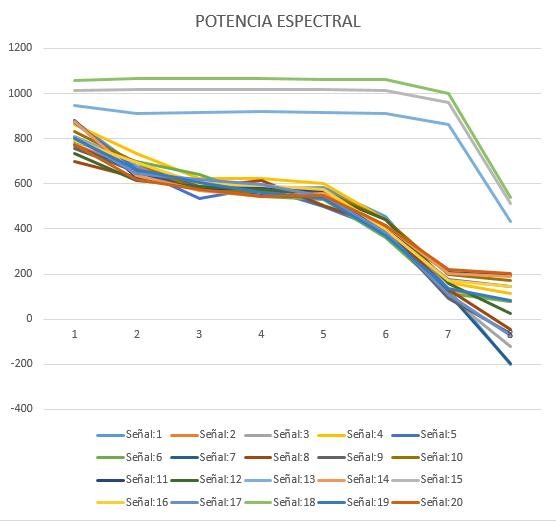 POTENCIA ESPECTRAL
1200
1000
800
600
400
200
0
-200
-400
1 2 3 4 5 6 7 8
Señal:1 Señal:2 Señal:3 Señal:4 Señal:5
Señal:6 Señal:7 Señal:8 Señal:9 Señal:10
Señal:11 Señal:12 Señal:13 Señal:14 Señal:15
Señal:16 Señal:17 Señal:18 Señal:19 Señal:20